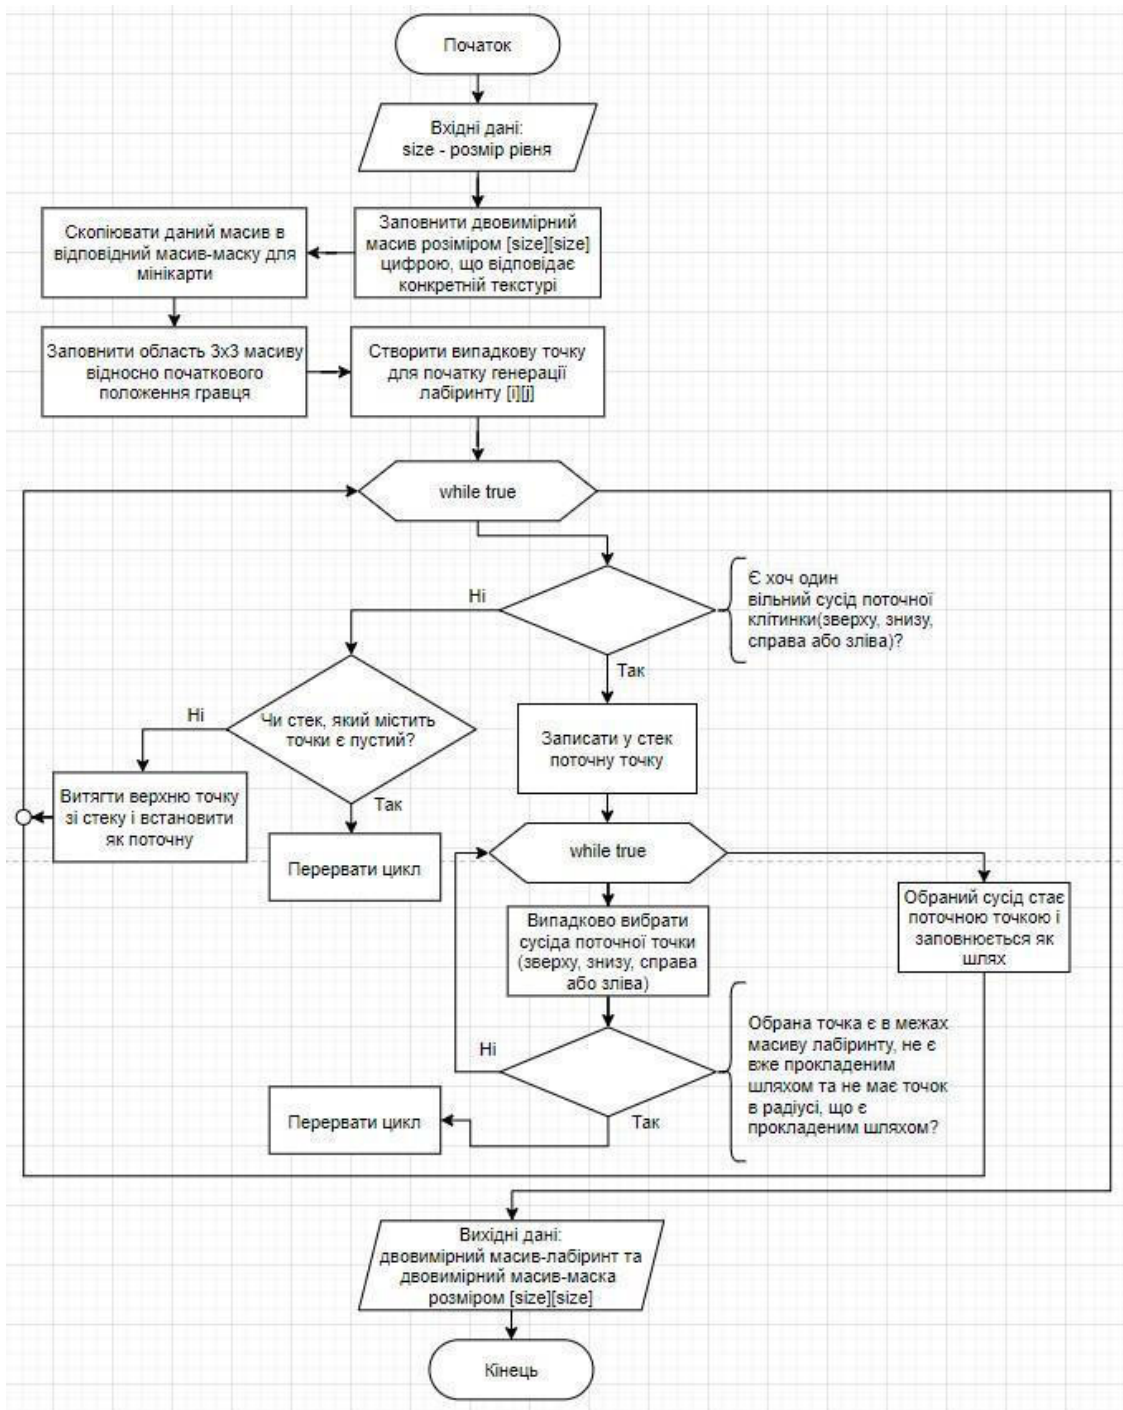 Початок
Вхідні дані:
size - розмір рівня
Заповнити двовимірний
масив розіміром [size][size]
цифрою, що відповідає
конкретній текстурі
Скопіювати даний масив в
відповідний масив-маску для
мінікарти
Заповнити область 3х3 масиву
відносно початкового
положення гравця
Створити випадкову точку
для початку генерації
лабіринту [i][j]
while true
Є хоч один
вільний сусід поточної
клітинки(зверху, знизу,
справа або зліва)?
Ні
Так
Чи стек, який містить
точки є пустий?
Ні
Так
Витягти верхню точку
зі стеку і встановити
як поточну
Перервати цикл
Записати у стек
поточну точку
while true
Випадково вибрати
сусіда поточної точки
(зверху, знизу, справа
або зліва)
Обраний сусід стає
поточною точкою і
заповнюється як
шлях
Обрана точка є в межах
масиву лабіринту, не є
вже прокладеним
шляхом та не має точок
в радіусі, що є
прокладеним шляхом?
Ні
Так
Перервати цикл
Вихідні дані:
двовимірний масив-лабіринт та
двовимірний масив-маска
розміром [size][size]
Кінець